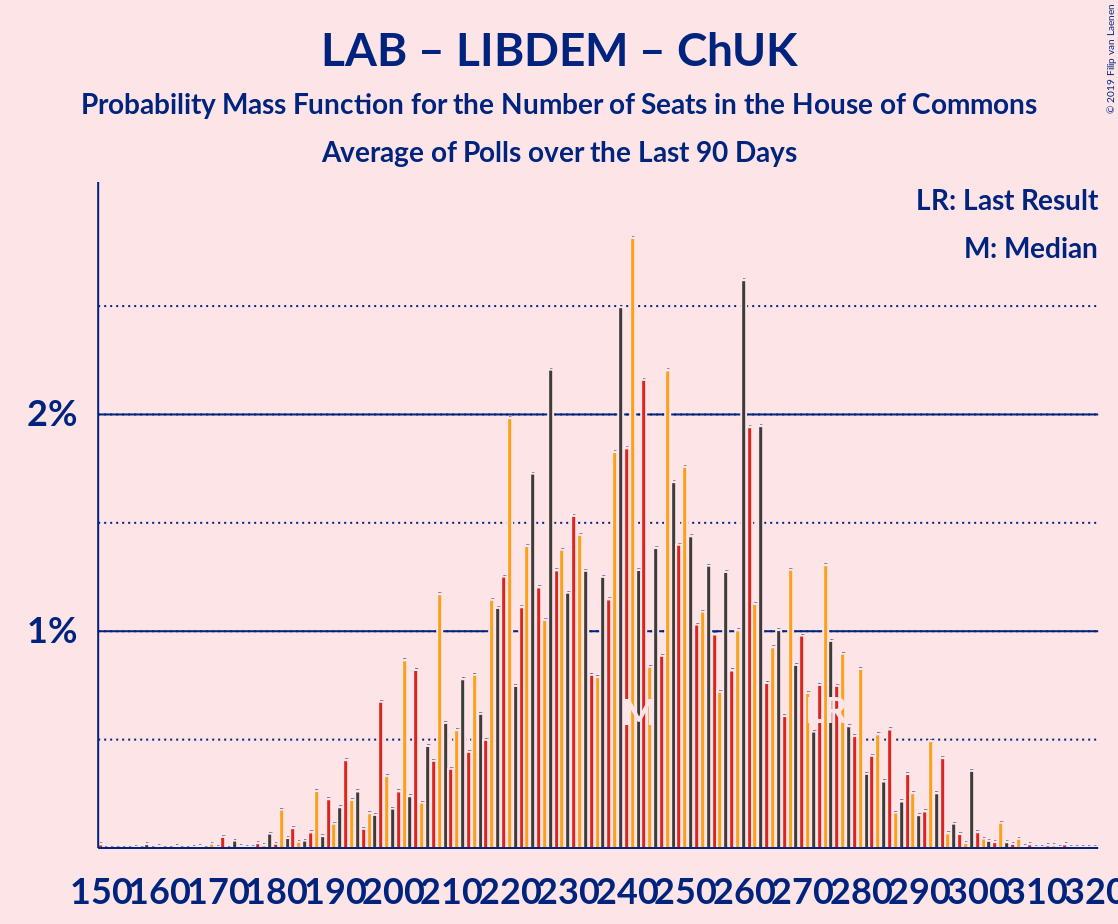 LAB – LIBDEM – ChUK
Probability Mass Function for the Number of Seats in the House of Commons
Average of Polls over the Last 90 Days
© 2019 Filip van Laenen
LR: Last Result
M: Median
2%
1%
M
LR
150 160 170 180 190 200 210 220 230 240 250 260 270 280 290 300 310 320